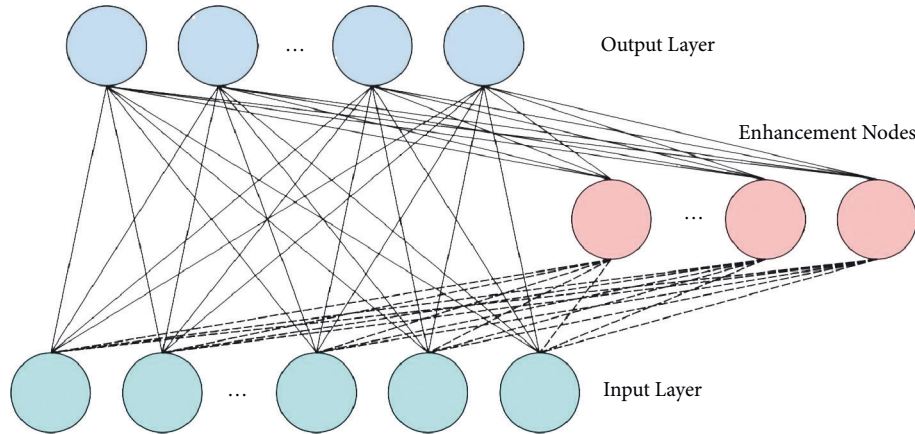 ...
Output Layer
Enhancement Nodes
...
...
Input Layer